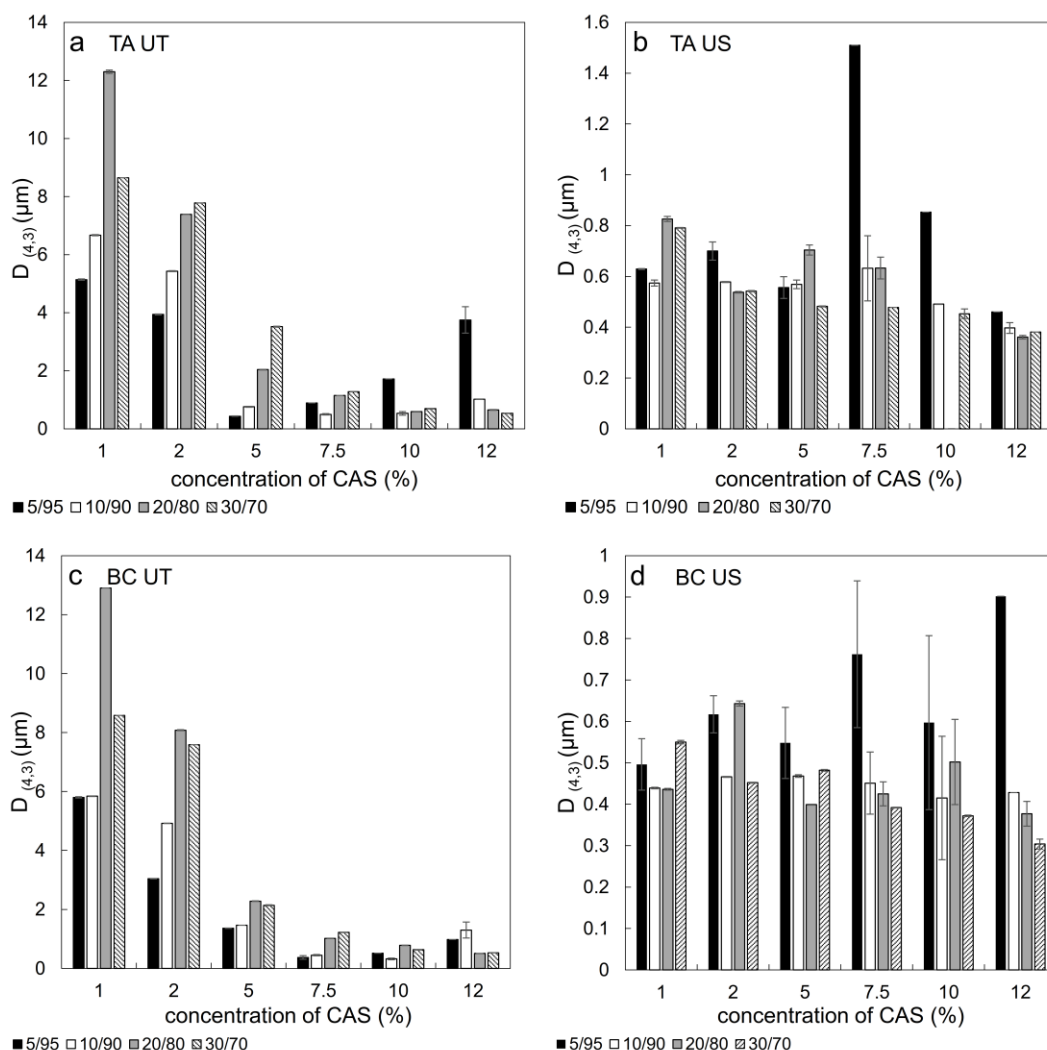 a TA UT
14
12
10
8
6
4
2
0
D (4,3) (µm)
1 2 5 7.5 10 12
concentration of CAS (%)
5/95 10/90 20/80 30/70
b TA US
1.6
1.4
1.2
1
0.8
0.6
0.4
0.2
0
D (4,3) (µm)
1 2 5 7.5 10 12
concentration of CAS (%)
5/95 10/90 20/80 30/70
c BC UT
14
12
10
8
6
4
2
0
D (4,3) (µm)
1 2 5 7.5 10 12
concentration of CAS (%)
5/95 10/90 20/80 30/70
d BC US
1
0.9
0.8
0.7
0.6
0.5
0.4
0.3
0.2
0.1
0
D (4,3) (µm)
1 2 5 7.5 10 12
concentration of CAS (%)
5/95 10/90 20/80 30/70